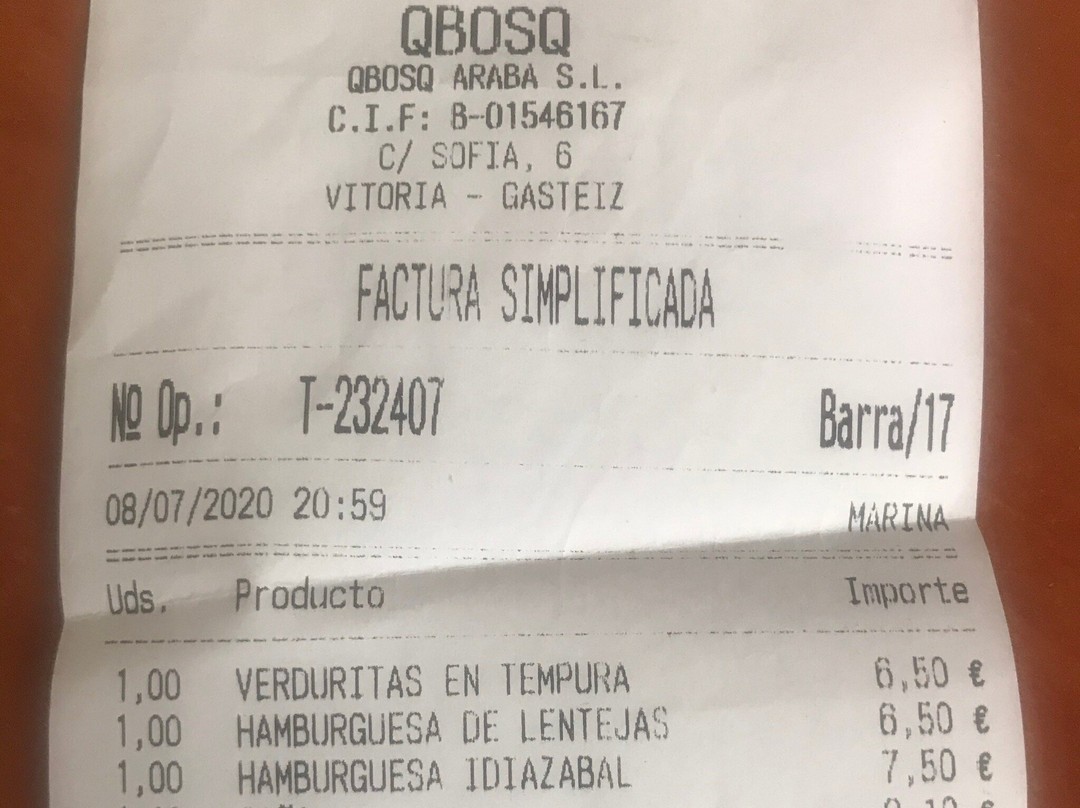 QBOSQ
QBOSQ ARABA S.L.
C.I.F: B-01546167
C/ SOFIA, 6
VITORIA - GASTEIZ
FACTURA SIMPLIFICADA
Nº Op.: T-232407 Barra/17
08/07/2020 20:59 MARINA
Uds. Producto Importe
1,00 VERDURITAS EN TEMPURA 6,50 €
1,00 HAMBURGUESA DE LENTEJAS 6,50 €
1,00 HAMBURGUESA IDIAZABAL 7,50 €